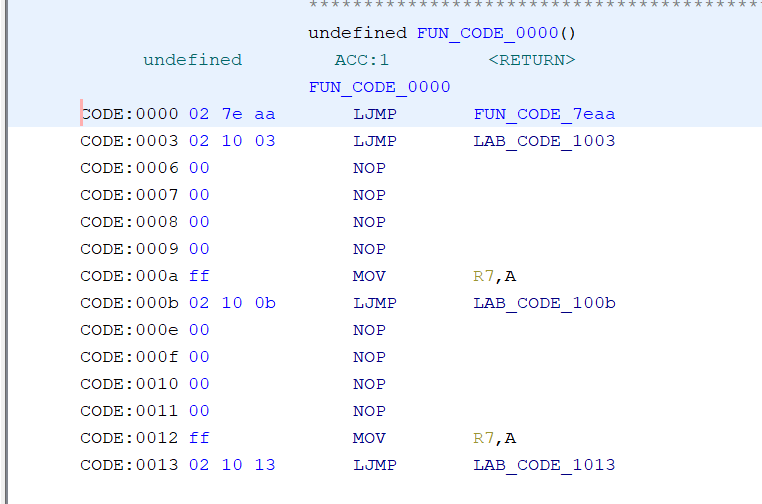 **********************************************
undefined FUN_CODE_0000()
undefined ACC:1 <RETURN>
FUN_CODE_0000
CODE:0000 02 7e aa LJMP FUN_CODE_7eaa
CODE:0003 02 10 03 LJMP LAB_CODE_1003
CODE:0006 00 NOP
CODE:0007 00 NOP
CODE:0008 00 NOP
CODE:0009 00 NOP
CODE:000a ff MOV R7,A
CODE:000b 02 10 0b LJMP LAB_CODE_100b
CODE:000e 00 NOP
CODE:000f 00 NOP
CODE:0010 00 NOP
CODE:0011 00 NOP
CODE:0012 ff MOV R7,A
CODE:0013 02 10 13 LJMP LAB_CODE_1013